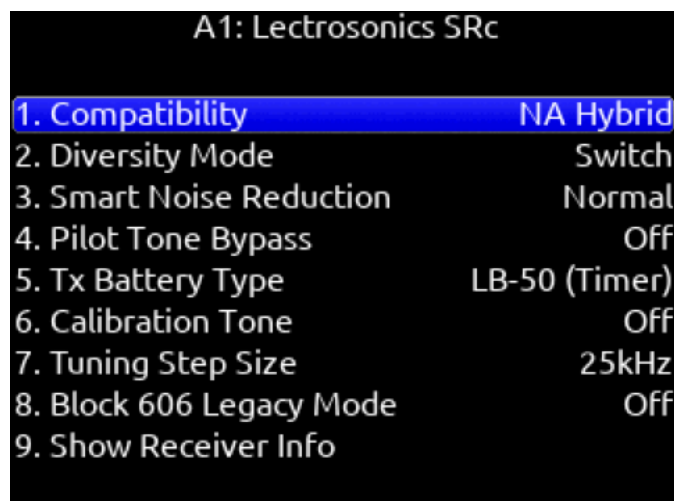 A1: Lectrosonics SRc
1. Compatibility NA Hybrid
2. Diversity Mode Switch
3. Smart Noise Reduction Normal
4. Pilot Tone Bypass Off
5. Tx Battery Type LB-50 (Timer)
6. Calibration Tone Off
7. Tuning Step Size 25kHz
8. Block 606 Legacy Mode Off
9. Show Receiver Info